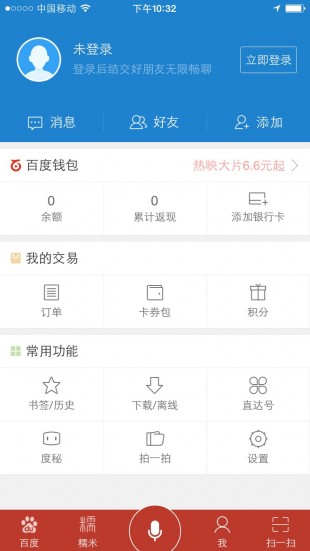 中国移动 下午10:32
未登录
登录后结交好朋友无限畅聊
立即登录
消息 好友 添加
百度钱包 热映大片6.6元起
0 0
余额 累计返现 添加银行卡
我的交易
订单 卡券包 积分
常用功能
书签/历史 下载/离线 直达号
度秘 拍一拍 设置
百度 糯米 我 扫一扫